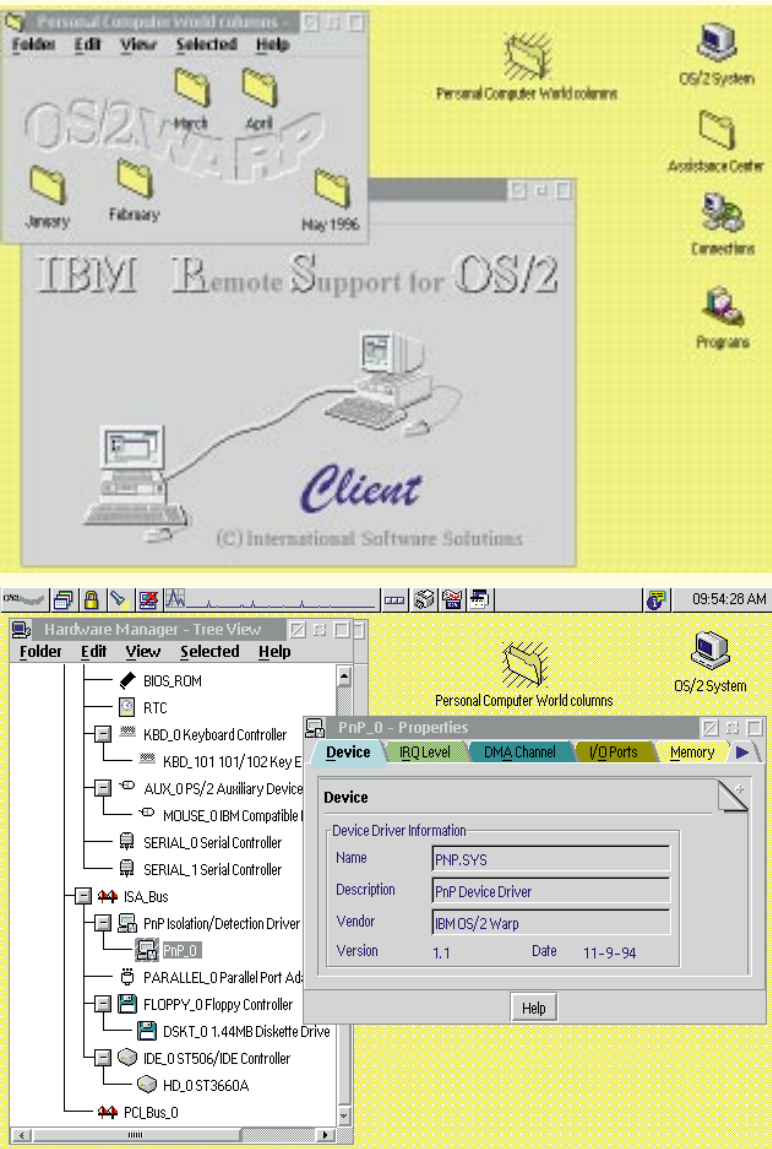 Personal Computer World columns -
Folder Edit View Selected Help
OS/2 WARP
March
April
January
February
May 1996
Personal Computer World columns
OS/2 System
Assistance Center
Connections
Programs
IBM Remote Support for OS/2
Client
(C) International Software Solutions
09:54:28 AM
Hardware Manager - Tree View
Folder Edit View Selected Help
BIOS_ROM
RTC
KBD_0 Keyboard Controller
KBD_101 101/102 Key E
AUX_0 PS/2 Auxiliary Device
MOUSE_0 IBM Compatible
SERIAL_0 Serial Controller
SERIAL_1 Serial Controller
ISA_Bus
PnP Isolation/Detection Driver
PnP_0
PARALLEL_0 Parallel Port Ada
FLOPPY_0 Floppy Controller
DSKT_0 1.44MB Diskette Drive
IDE_0 ST506/IDE Controller
HD_0 ST3660A
PCI_Bus_0
Personal Computer World columns
OS/2 System
PnP_0 - Properties
Device IRQ Level DMA Channel I/O Ports Memory
Device
Device Driver Information
Name PNP.SYS
Description PnP Device Driver
Vendor IBM OS/2 Warp
Version 1.1 Date 11-9-94
Help